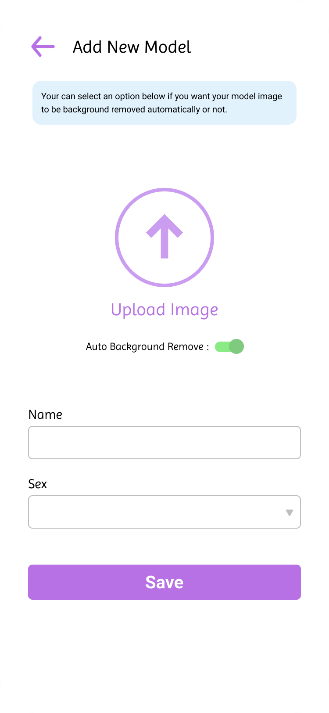 Add New Model
Your can select an option below if you want your model image
to be background removed automatically or not.
Upload Image
Auto Background Remove :
Name
Sex
Save